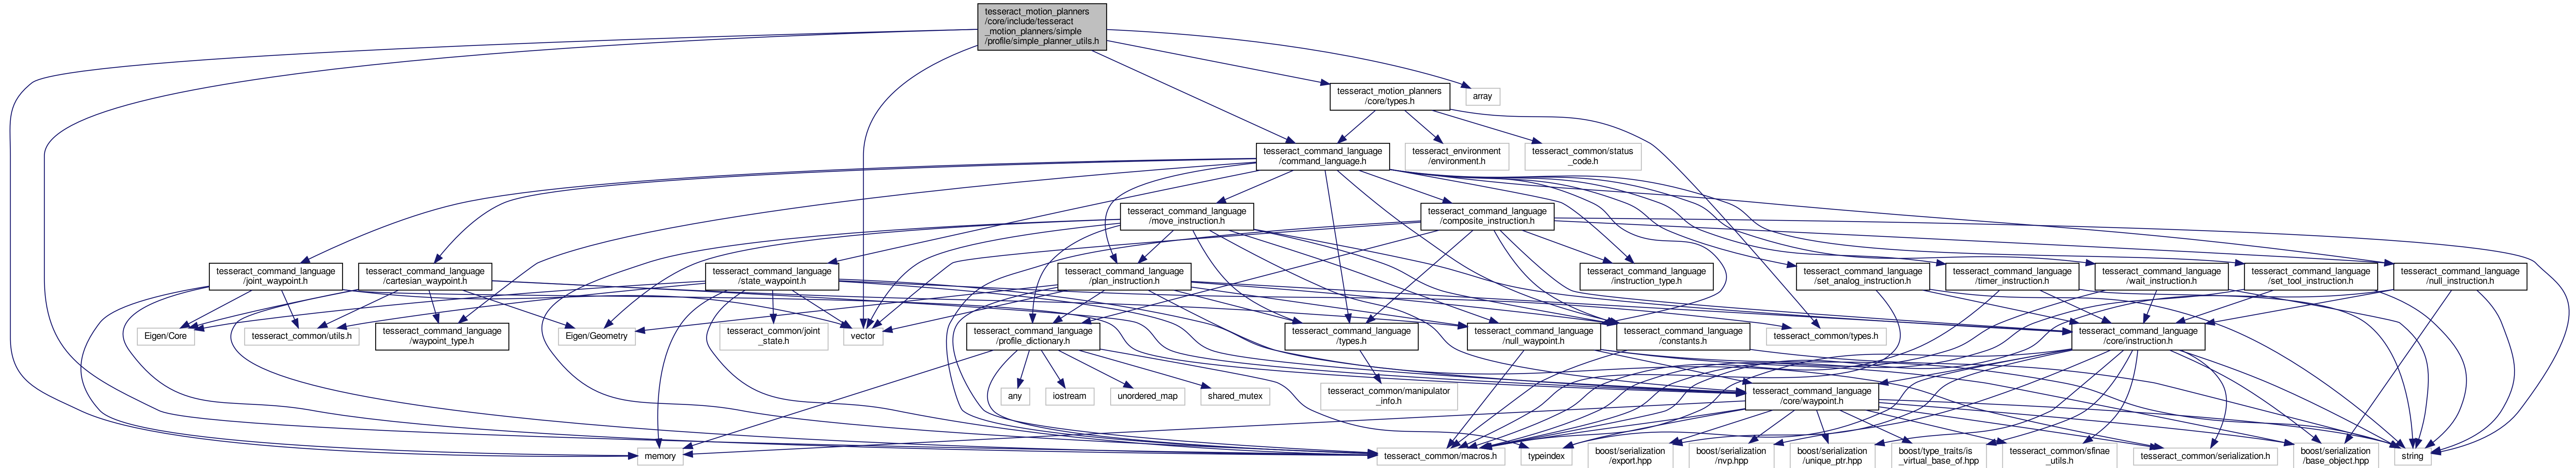 tesseract_motion_planners
/core/include/tesseract
_motion_planners/simple
/profile/simple_planner_utils.h
tesseract_motion_planners
/core/types.h
array
tesseract_command_language
/command_language.h
tesseract_environment
/environment.h
tesseract_common/status
_code.h
tesseract_command_language
/move_instruction.h
tesseract_command_language
/composite_instruction.h
tesseract_command_language
/joint_waypoint.h
tesseract_command_language
/cartesian_waypoint.h
tesseract_command_language
/state_waypoint.h
tesseract_command_language
/plan_instruction.h
tesseract_command_language
/instruction_type.h
tesseract_command_language
/set_analog_instruction.h
tesseract_command_language
/timer_instruction.h
tesseract_command_language
/wait_instruction.h
tesseract_command_language
/set_tool_instruction.h
tesseract_command_language
/null_instruction.h
Eigen/Core
tesseract_common/utils.h
tesseract_command_language
/waypoint_type.h
Eigen/Geometry
tesseract_common/joint
_state.h
vector
tesseract_command_language
/profile_dictionary.h
tesseract_command_language
/types.h
tesseract_command_language
/null_waypoint.h
tesseract_command_language
/constants.h
tesseract_common/types.h
tesseract_command_language
/core/instruction.h
any
iostream
unordered_map
shared_mutex
tesseract_common/manipulator
_info.h
tesseract_command_language
/core/waypoint.h
memory
tesseract_common/macros.h
typeindex
boost/serialization
/export.hpp
boost/serialization
/nvp.hpp
boost/serialization
/unique_ptr.hpp
boost/type_traits/is
_virtual_base_of.hpp
tesseract_common/sfinae
_utils.h
tesseract_common/serialization.h
boost/serialization
/base_object.hpp
string